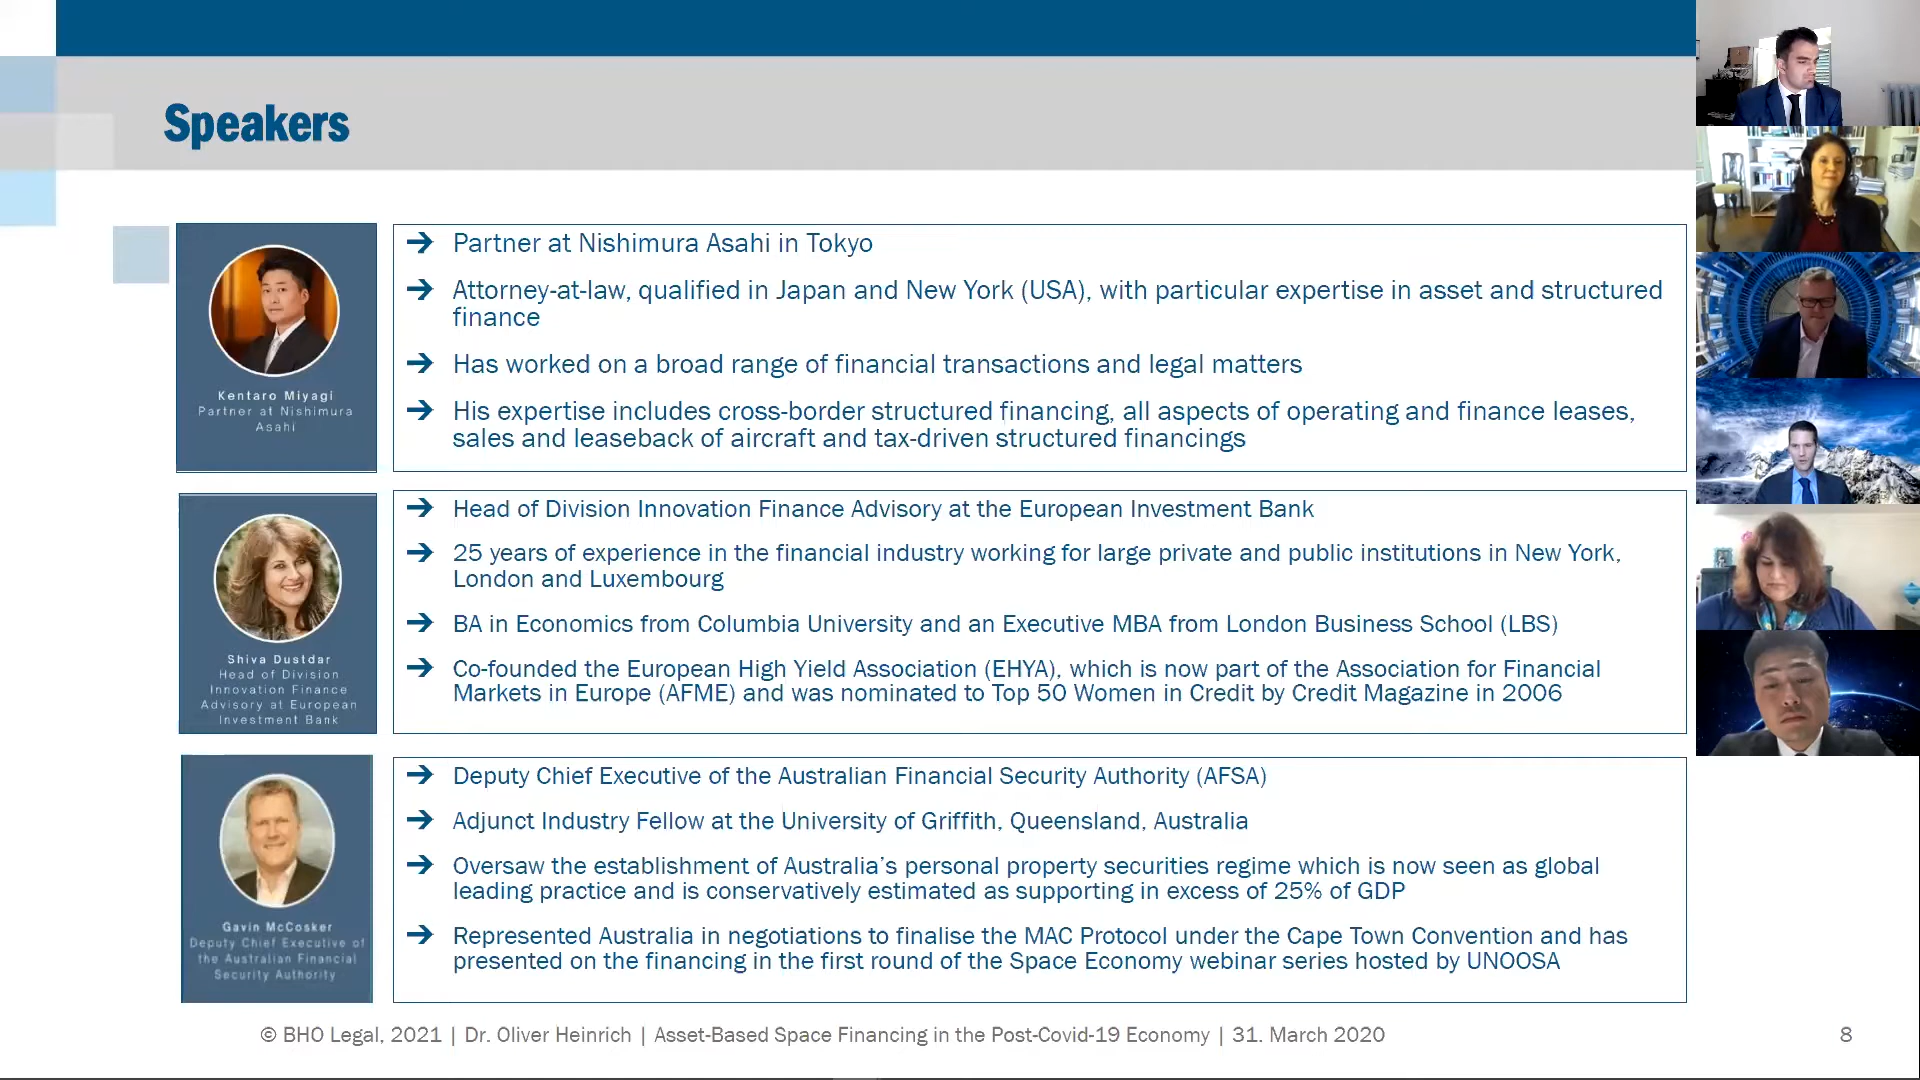 Speakers
Kentaro Miyagi
Partner at Nishimura
Asahi
→ Partner at Nishimura Asahi in Tokyo
→ Attorney-at-law, qualified in Japan and New York (USA), with particular expertise in asset and structured
finance
→ Has worked on a broad range of financial transactions and legal matters
→ His expertise includes cross-border structured financing, all aspects of operating and finance leases,
sales and leaseback of aircraft and tax-driven structured financings
Shiva Dustdar
Head of Division
Innovation Finance
Advisory at European
Investment Bank
→ Head of Division Innovation Finance Advisory at the European Investment Bank
→ 25 years of experience in the financial industry working for large private and public institutions in New York,
London and Luxembourg
→ BA in Economics from Columbia University and an Executive MBA from London Business School (LBS)
→ Co-founded the European High Yield Association (EHYA), which is now part of the Association for Financial
Markets in Europe (AFME) and was nominated to Top 50 Women in Credit by Credit Magazine in 2006
Gavin McCosker
Deputy Chief Executive of
the Australian Financial
Security Authority
→ Deputy Chief Executive of the Australian Financial Security Authority (AFSA)
→ Adjunct Industry Fellow at the University of Griffith, Queensland, Australia
→ Oversaw the establishment of Australia's personal property securities regime which is now seen as global
leading practice and is conservatively estimated as supporting in excess of 25% of GDP
→ Represented Australia in negotiations to finalise the MAC Protocol under the Cape Town Convention and has
presented on the financing in the first round of the Space Economy webinar series hosted by UNOOSA
© BHO Legal, 2021 | Dr. Oliver Heinrich | Asset-Based Space Financing in the Post-Covid-19 Economy | 31. March 2020
8